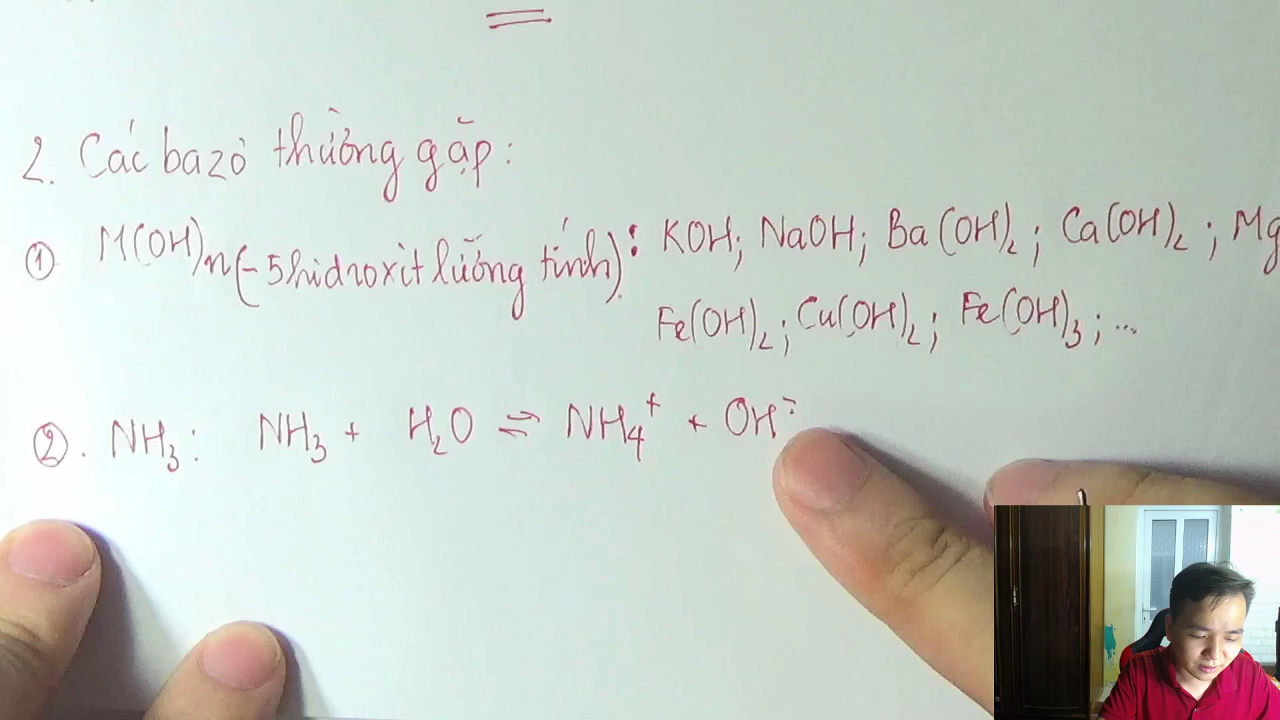 2. Các bazơ thường gặp:
① M(OH)n (-5 hidroxit lưỡng tính): KOH; NaOH; Ba(OH)₂; Ca(OH)₂; Mg
Fe(OH)₂; Cu(OH)₂; Fe(OH)₃; ...
②. NH₃: NH₃ + H₂O ⇌ NH₄⁺ + OH⁻